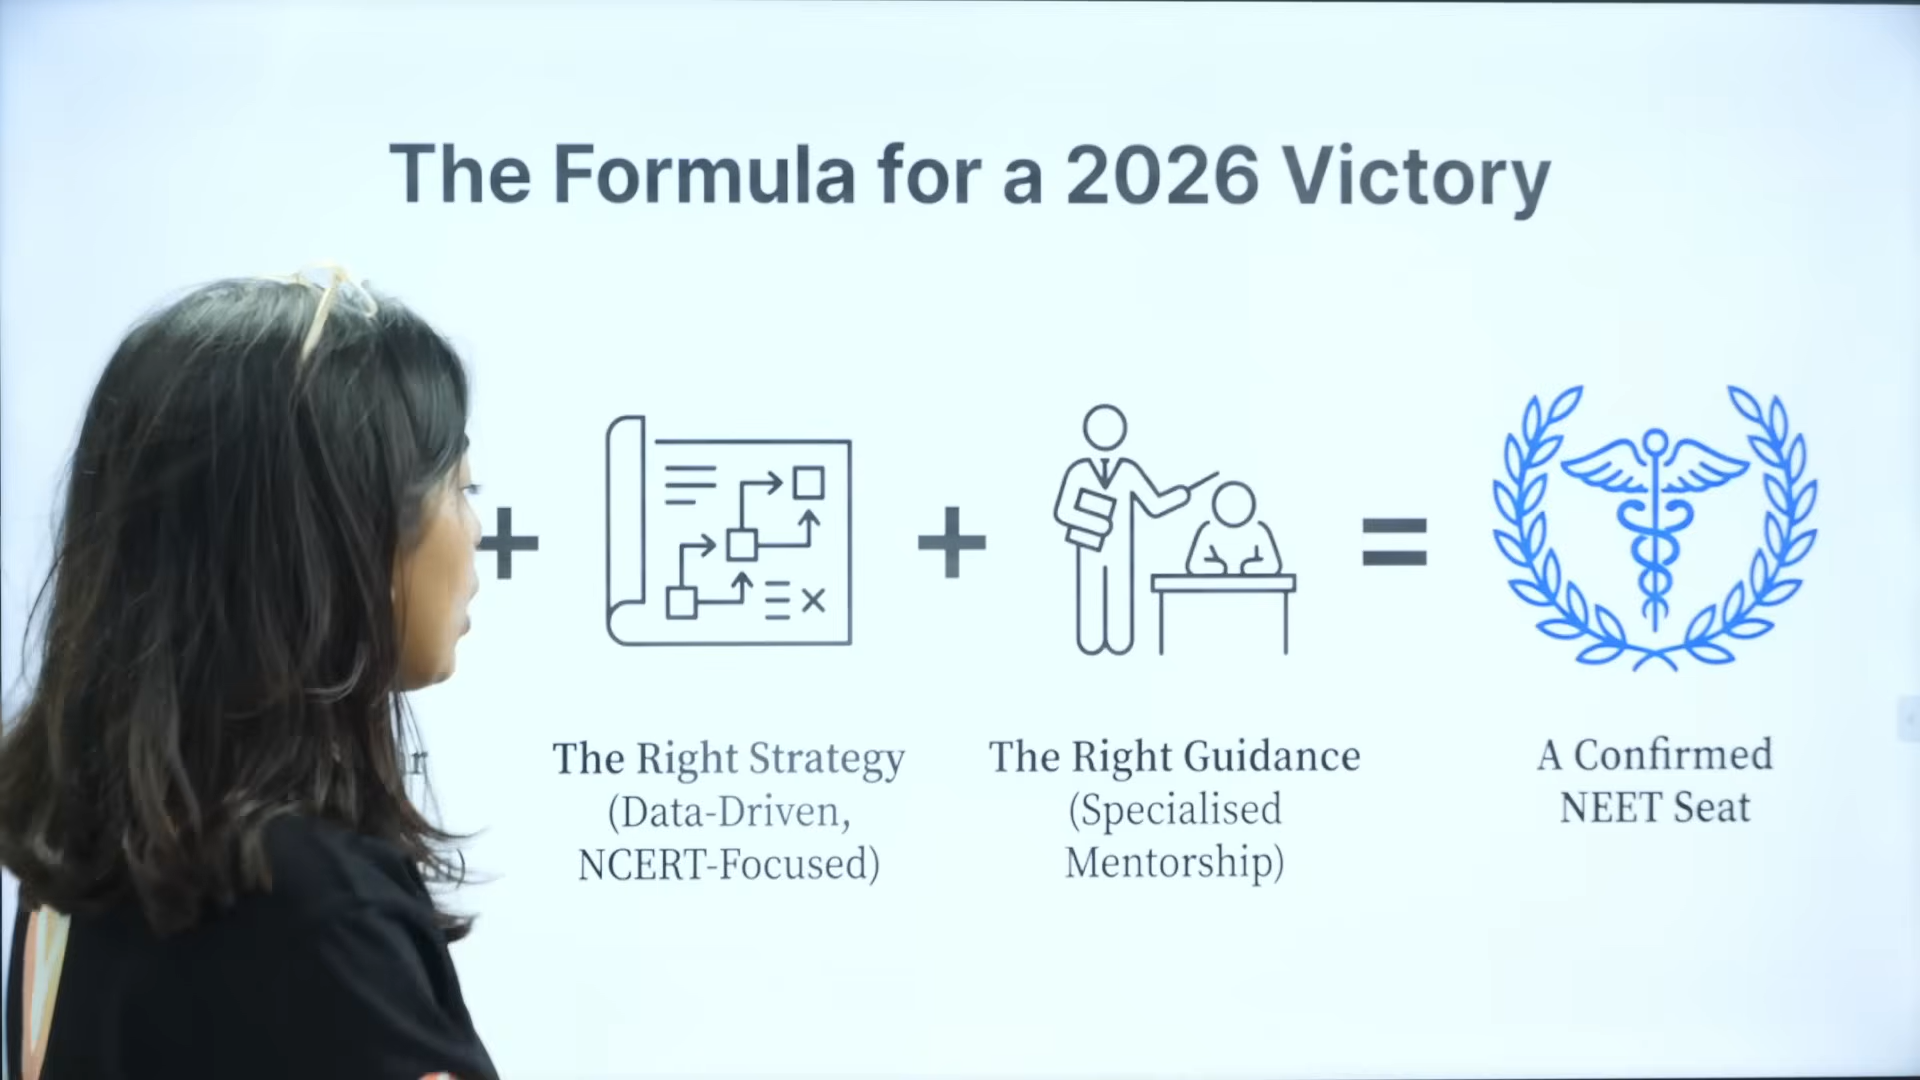 The Formula for a 2026 Victory
+
+
=
The Right Strategy
(Data-Driven,
NCERT-Focused)
The Right Guidance
(Specialised
Mentorship)
A Confirmed
NEET Seat